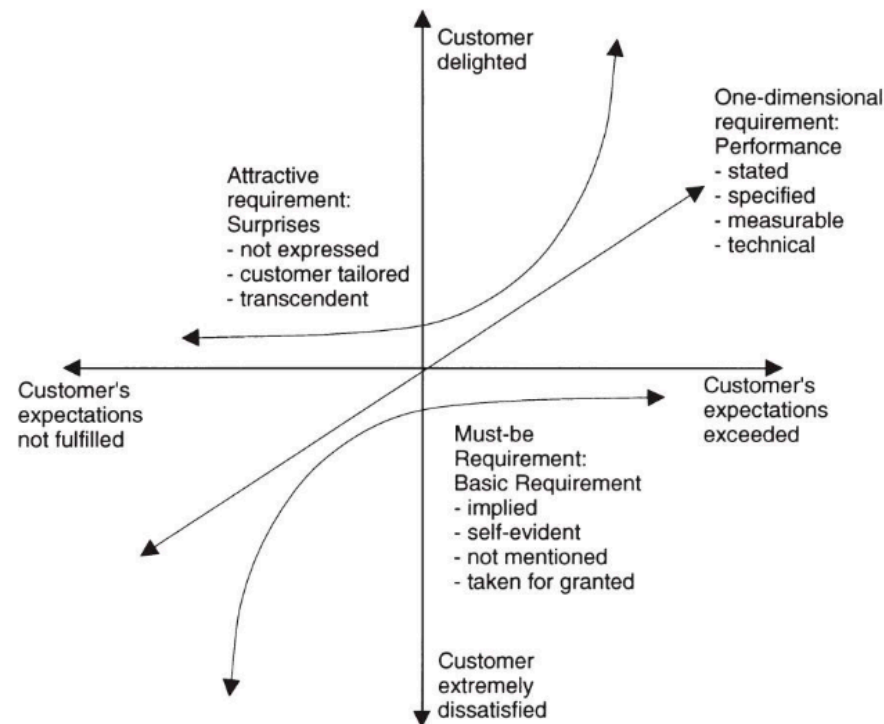 Customer
delighted
One-dimensional
requirement:
Performance
- stated
- specified
- measurable
- technical
Attractive
requirement:
Surprises
- not expressed
- customer tailored
- transcendent
Customer's
expectations
not fulfilled
Customer's
expectations
exceeded
Must-be
Requirement:
Basic Requirement
- implied
- self-evident
- not mentioned
- taken for granted
Customer
extremely
dissatisfied